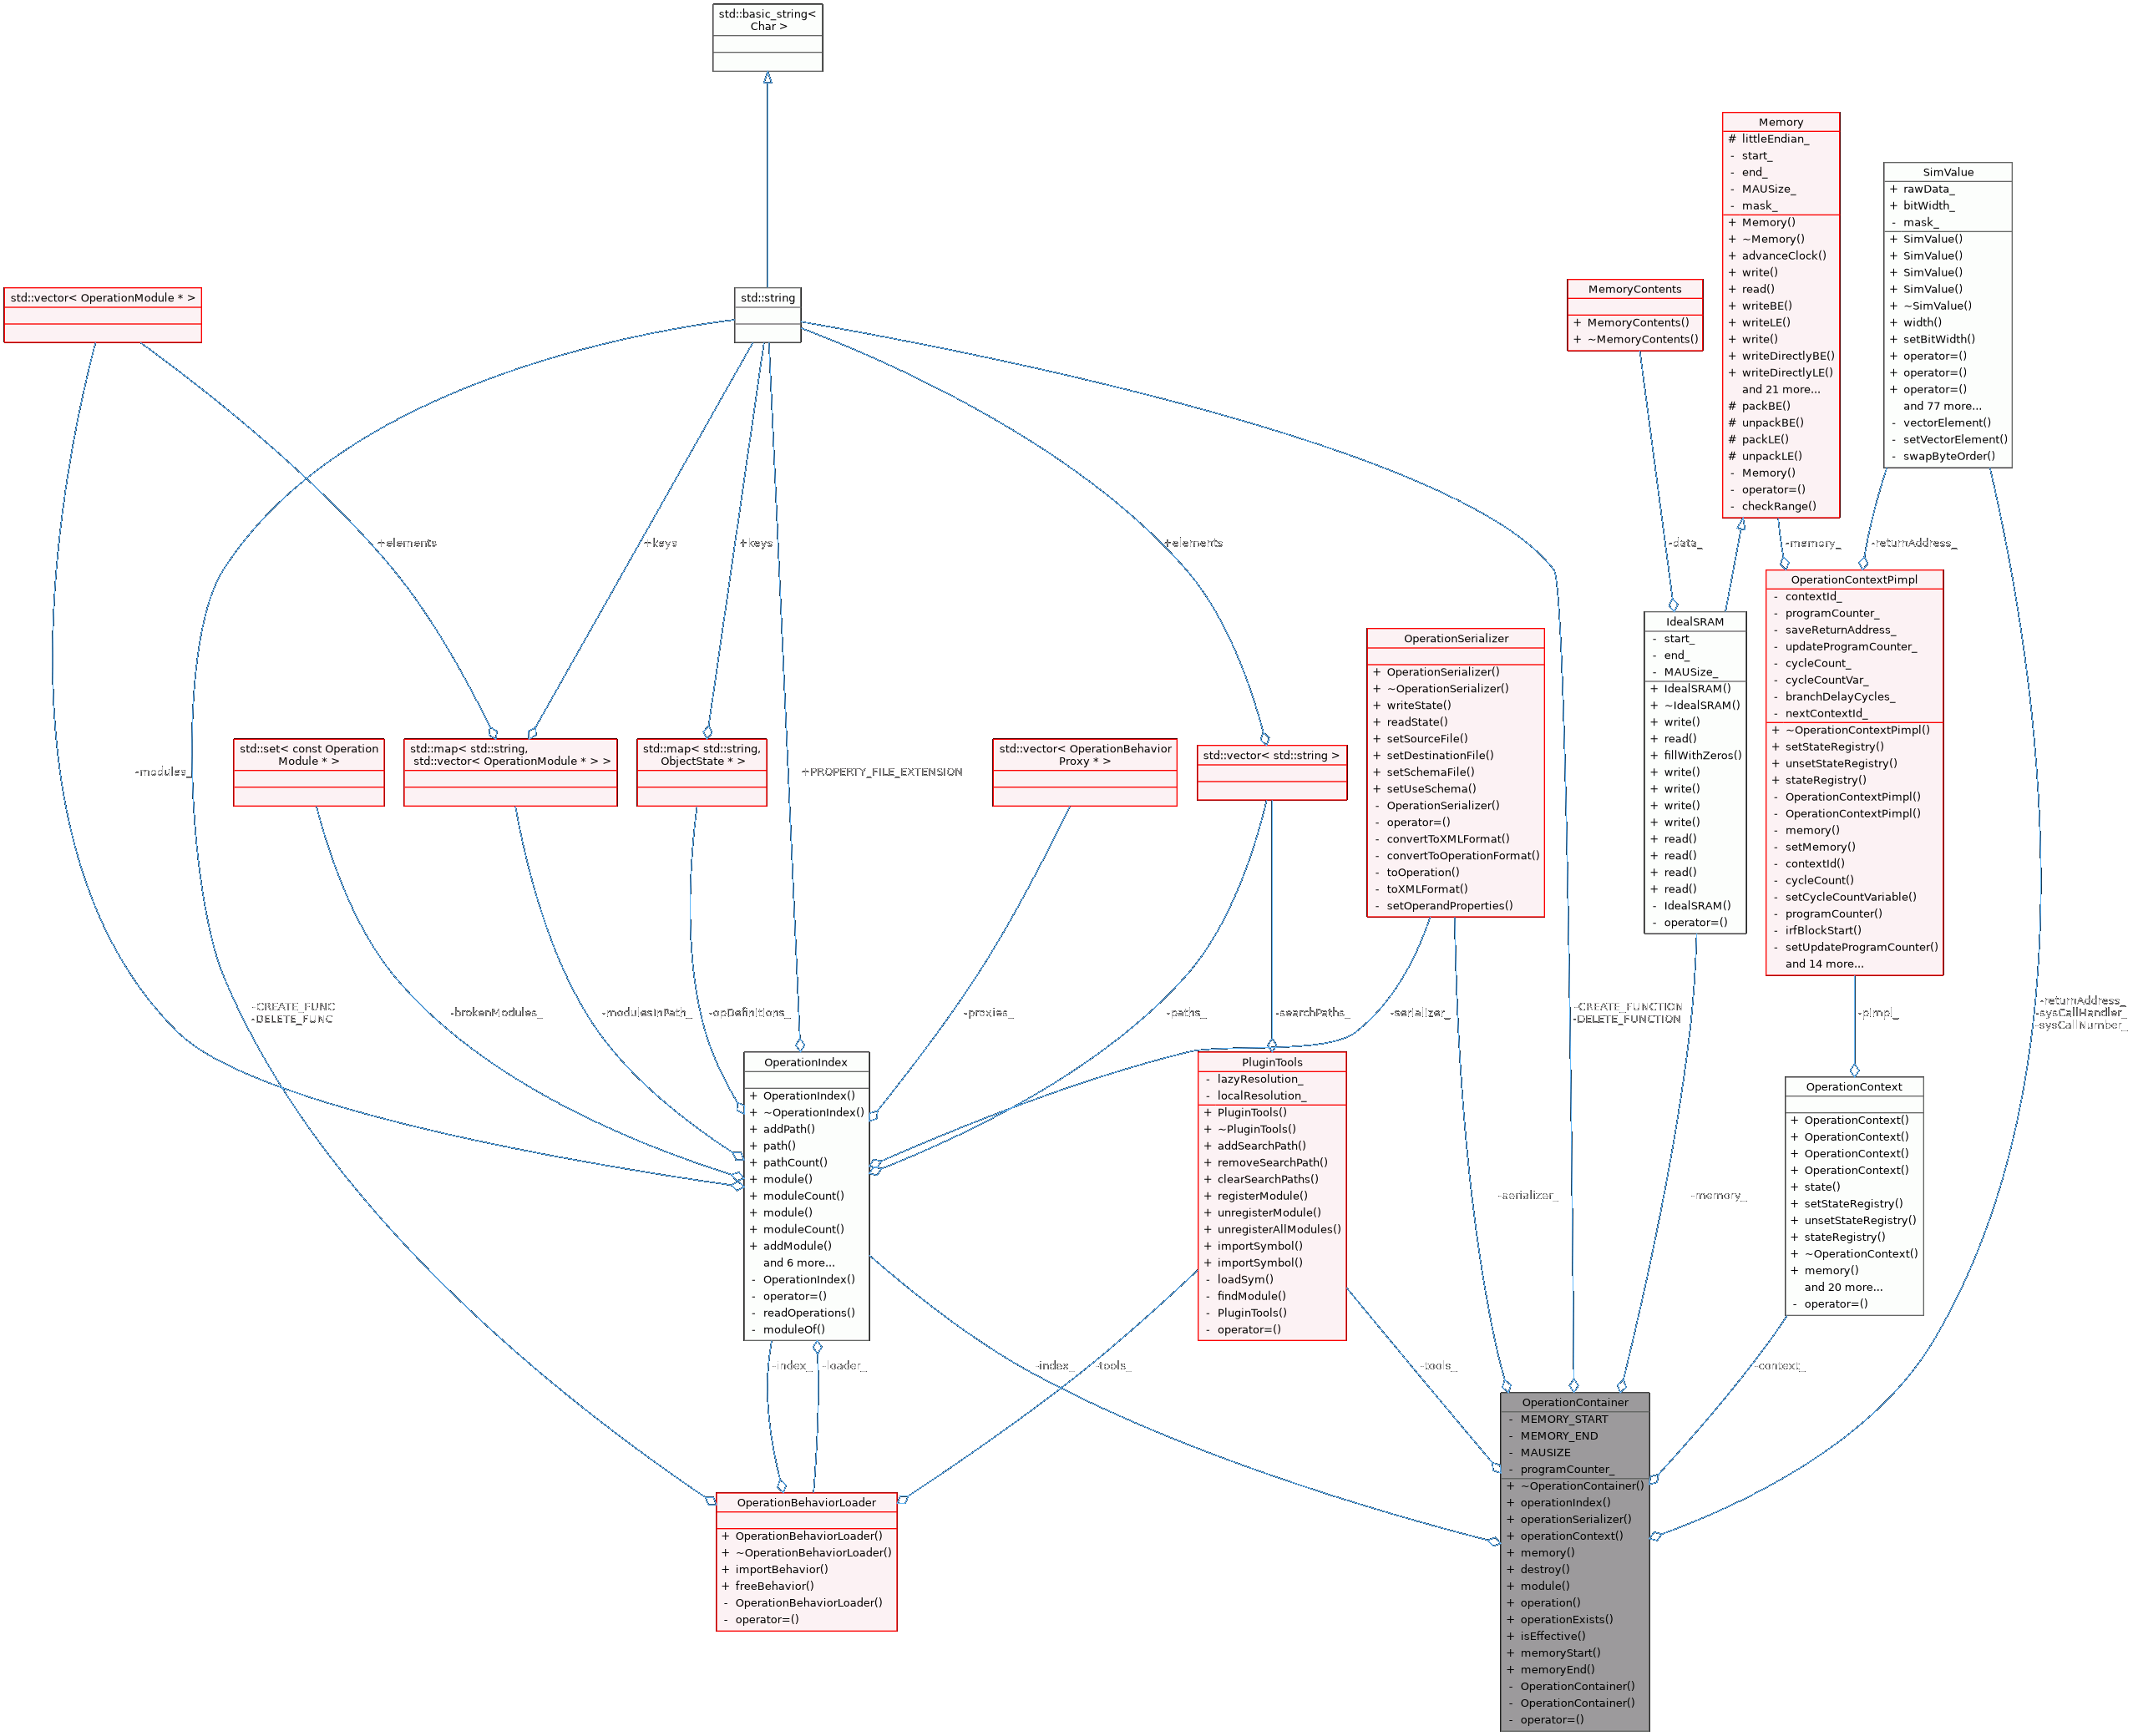 std::basic_string<
Char >
Memory
# littleEndian_
- start_
- end_
- MAUSize_
- mask_
+ Memory()
+ ~Memory()
+ advanceClock()
+ write()
+ read()
+ writeBE()
+ writeLE()
+ write()
+ writeDirectlyBE()
+ writeDirectlyLE()
and 21 more...
# packBE()
# unpackBE()
# packLE()
# unpackLE()
- Memory()
- operator=()
- checkRange()
SimValue
+ rawData_
+ bitWidth_
- mask_
+ SimValue()
+ SimValue()
+ SimValue()
+ SimValue()
+ ~SimValue()
+ width()
+ setBitWidth()
+ operator=()
+ operator=()
+ operator=()
and 77 more...
- vectorElement()
- setVectorElement()
- swapByteOrder()
MemoryContents
+ MemoryContents()
+ ~MemoryContents()
std::vector< OperationModule * >
std::string
+elements
+keys
+keys
+elements
-data_
-memory_
-returnAddress_
OperationContextPimpl
- contextId_
- programCounter_
- saveReturnAddress_
- updateProgramCounter_
- cycleCount_
- cycleCountVar_
- branchDelayCycles_
- nextContextId_
+ ~OperationContextPimpl()
+ setStateRegistry()
+ unsetStateRegistry()
+ stateRegistry()
- OperationContextPimpl()
- OperationContextPimpl()
- memory()
- setMemory()
- contextId()
- cycleCount()
- setCycleCountVariable()
- programCounter()
- irfBlockStart()
- setUpdateProgramCounter()
and 14 more...
IdealSRAM
- start_
- end_
- MAUSize_
+ IdealSRAM()
+ ~IdealSRAM()
+ write()
+ read()
+ fillWithZeros()
+ write()
+ write()
+ write()
+ write()
+ read()
+ read()
+ read()
+ read()
- IdealSRAM()
- operator=()
OperationSerializer
+ OperationSerializer()
+ ~OperationSerializer()
+ writeState()
+ readState()
+ setSourceFile()
+ setDestinationFile()
+ setSchemaFile()
+ setUseSchema()
- OperationSerializer()
- operator=()
- convertToXMLFormat()
- convertToOperationFormat()
- toOperation()
- toXMLFormat()
- setOperandProperties()
-modules_
std::set< const Operation
Module * >
std::map< std::string,
std::vector< OperationModule * > >
std::map< std::string,
ObjectState * >
+PROPERTY_FILE_EXTENSION
std::vector< OperationBehavior
Proxy * >
std::vector< std::string >
-CREATE_FUNC
-DELETE_FUNC
-brokenModules_
-modulesInPath_
-opDefinitions_
-proxies_
-paths_
-searchPaths_
-serializer_
-CREATE_FUNCTION
-DELETE_FUNCTION
-pimpl_
-returnAddress_
-sysCallHandler_
-sysCallNumber_
OperationIndex
+ OperationIndex()
+ ~OperationIndex()
+ addPath()
+ path()
+ pathCount()
+ module()
+ moduleCount()
+ module()
+ moduleCount()
+ addModule()
and 6 more...
- OperationIndex()
- operator=()
- readOperations()
- moduleOf()
PluginTools
- lazyResolution_
- localResolution_
+ PluginTools()
+ ~PluginTools()
+ addSearchPath()
+ removeSearchPath()
+ clearSearchPaths()
+ registerModule()
+ unregisterModule()
+ unregisterAllModules()
+ importSymbol()
+ importSymbol()
- loadSym()
- findModule()
- PluginTools()
- operator=()
OperationContext
+ OperationContext()
+ OperationContext()
+ OperationContext()
+ OperationContext()
+ state()
+ setStateRegistry()
+ unsetStateRegistry()
+ stateRegistry()
+ ~OperationContext()
+ memory()
and 20 more...
- operator=()
-serializer_
-memory_
-index_
-loader_
-index_
-tools_
-tools_
-context_
OperationBehaviorLoader
+ OperationBehaviorLoader()
+ ~OperationBehaviorLoader()
+ importBehavior()
+ freeBehavior()
- OperationBehaviorLoader()
- operator=()
OperationContainer
- MEMORY_START
- MEMORY_END
- MAUSIZE
- programCounter_
+ ~OperationContainer()
+ operationIndex()
+ operationSerializer()
+ operationContext()
+ memory()
+ destroy()
+ module()
+ operation()
+ operationExists()
+ isEffective()
+ memoryStart()
+ memoryEnd()
- OperationContainer()
- OperationContainer()
- operator=()